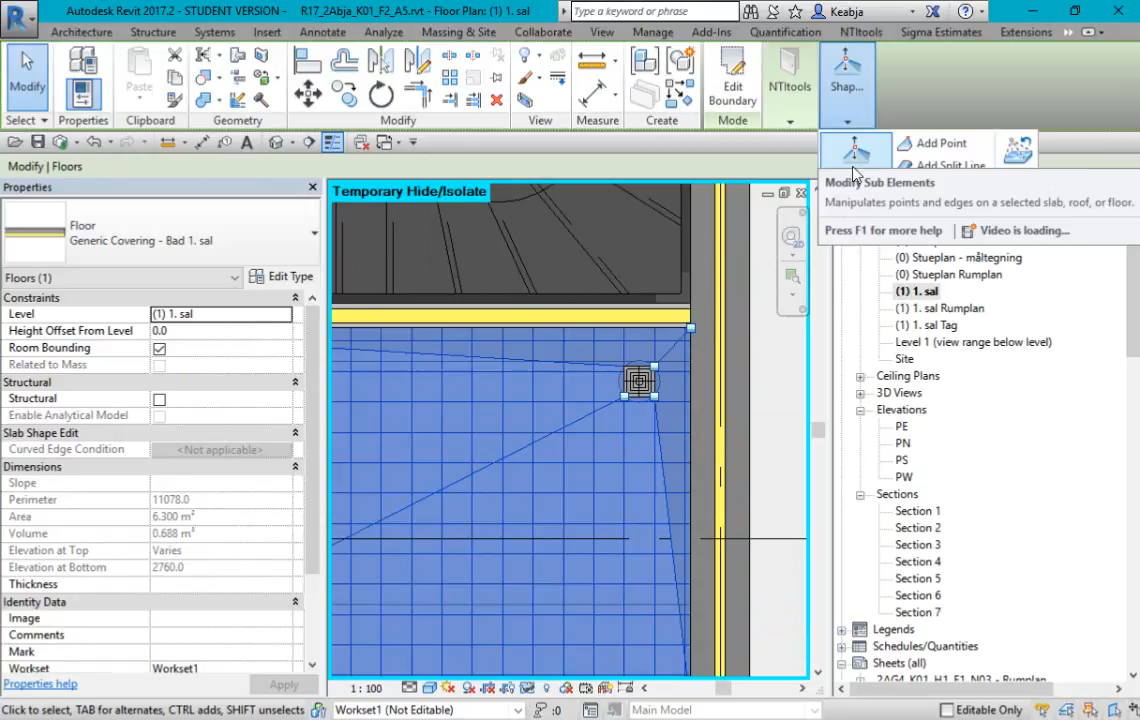 Autodesk Revit 2017.2 - STUDENT VERSION - R17_2Abja_K01_F2_A5.rvt - Floor Plan: (1) 1. sal
Type a keyword or phrase
Keabja
Architecture Structure Systems Insert Annotate Analyze Massing & Site Collaborate View Manage Add-Ins Quantification NTItools Sigma Estimates Extensions
Modify
Paste
Edit Boundary
NTItools
Shap...
Select Properties Clipboard Geometry Modify View Measure Create Mode
Modify | Floors
Add Point
Add Split Line
Modify Sub Elements
Manipulates points and edges on a selected slab, roof, or floor.
Press F1 for more help
Video is loading...
Properties
Floor
Generic Covering - Bad 1. sal
Floors (1)
Edit Type
Constraints
Level (1) 1. sal
Height Offset From Level 0.0
Room Bounding
Related to Mass
Structural
Structural
Enable Analytical Model
Slab Shape Edit
Curved Edge Condition <Not applicable>
Dimensions
Slope
Perimeter 11078.0
Area 6.300 m²
Volume 0.688 m³
Elevation at Top Varies
Elevation at Bottom 2760.0
Thickness
Identity Data
Image
Comments
Mark
Workset Workset1
Properties help
Apply
Temporary Hide/Isolate
(0) Stueplan - måltegning
(0) Stueplan Rumplan
(1) 1. sal
(1) 1. sal Rumplan
(1) 1. sal Tag
Level 1 (view range below level)
Site
Ceiling Plans
3D Views
Elevations
PE
PN
PS
PW
Sections
Section 1
Section 2
Section 3
Section 4
Section 5
Section 6
Section 7
Legends
Schedules/Quantities
Sheets (all)
2AG4_K01_H1_F1_N03 - Rumplan
1 : 100
Click to select, TAB for alternates, CTRL adds, SHIFT unselects
Workset1 (Not Editable)
:0
Main Model
Editable Only